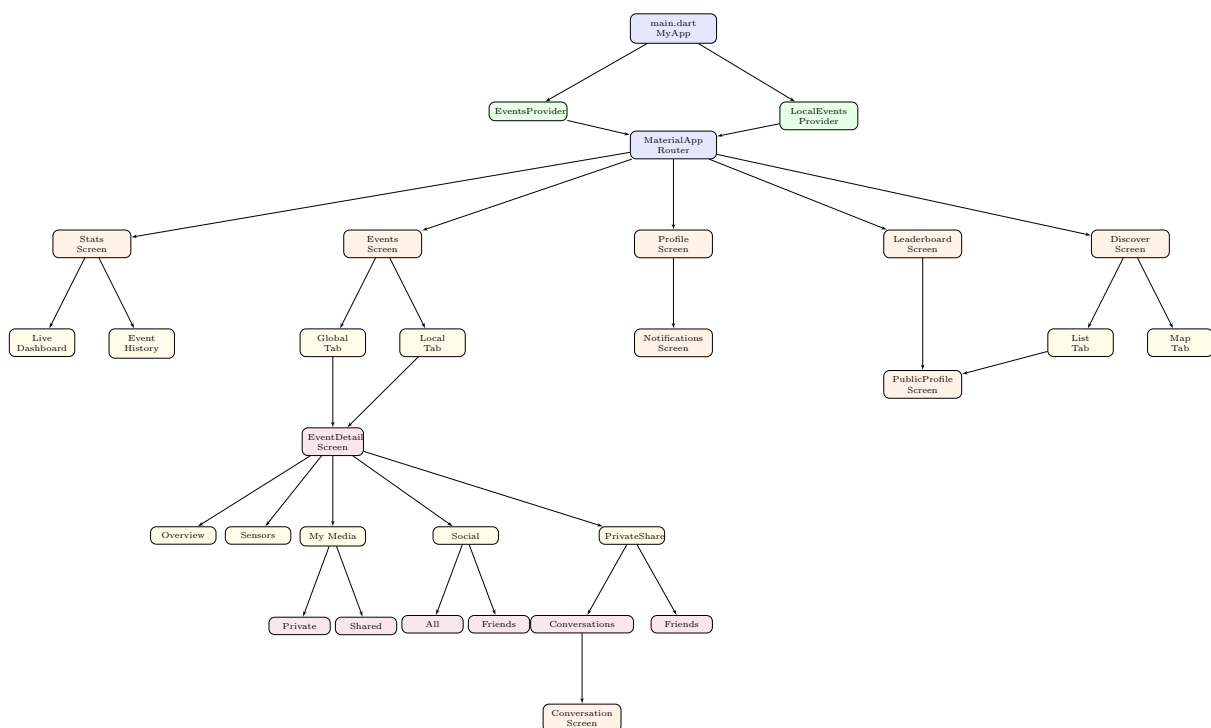 main.dart
MyApp
EventsProvider
LocalEvents
Provider
MaterialApp
Router
Stats
Screen
Events
Screen
Profile
Screen
Leaderboard
Screen
Discover
Screen
Live
Dashboard
Event
History
Global
Tab
Local
Tab
Notifications
Screen
List
Tab
Map
Tab
PublicProfile
Screen
EventDetail
Screen
Overview
Sensors
My Media
Social
PrivateShare
Private
Shared
All
Friends
Conversations
Friends
Conversation
Screen